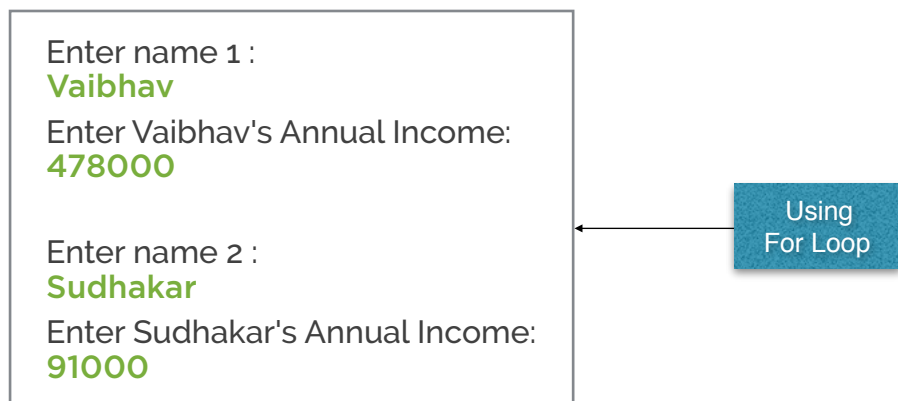 Enter name 1 :
Vaibhav
Enter Vaibhav's Annual Income:
478000
Enter name 2 :
Sudhakar
Enter Sudhakar's Annual Income:
91000
Using
For Loop